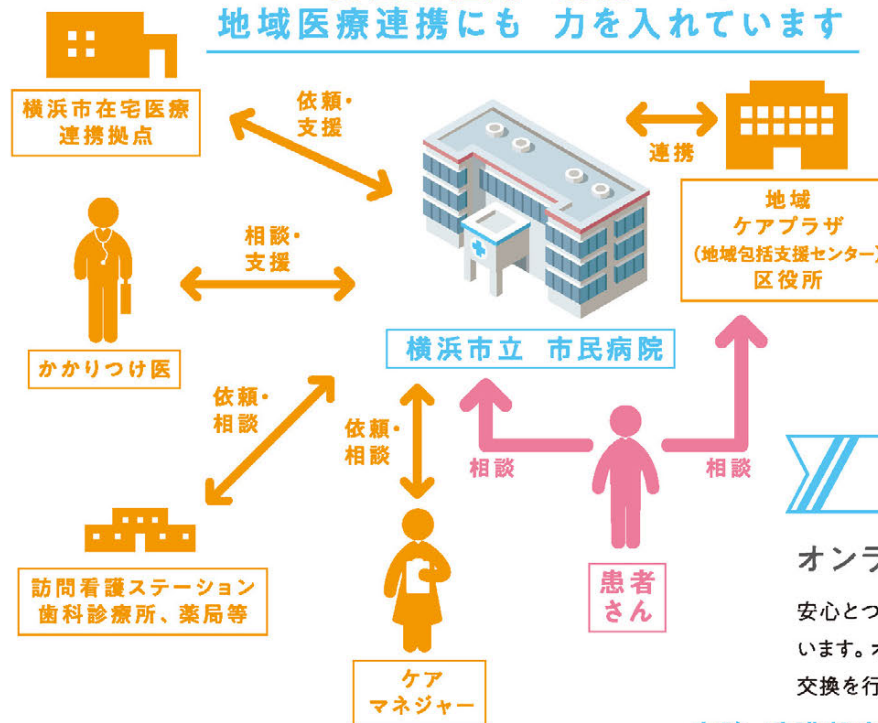 地域医療連携にも 力を入れています
横浜市在宅医療
連携拠点
依頼・
支援
連携
地域
ケアプラザ
(地域包括支援センター)
区役所
相談・
支援
かかりつけ医
横浜市立 市民病院
依頼・
相談
依頼・
相談
相談
相談
訪問看護ステーション
歯科診療所、薬局等
患者
さん
ケア
マネジャー
オンラ
安心とつ
います。オ
交換を行